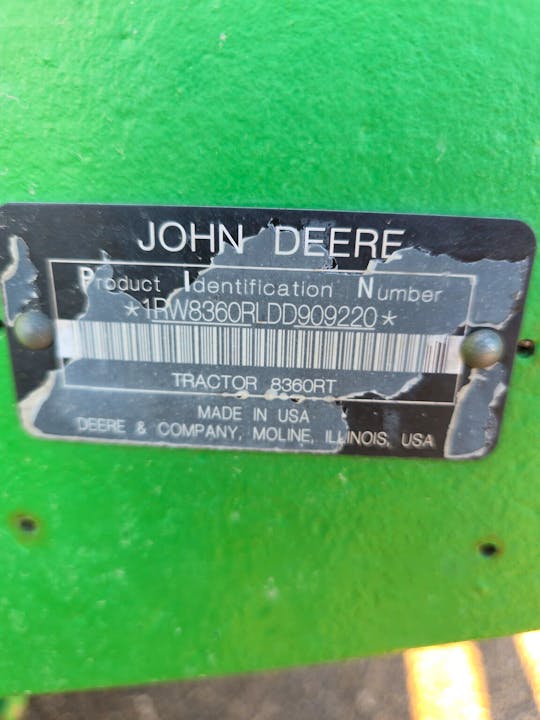 JOHN DEERE
Product Identification Number
*1RW8360RLDD909220*
TRACTOR 8360RT
MADE IN USA
DEERE & COMPANY, MOLINE, ILLINOIS, USA